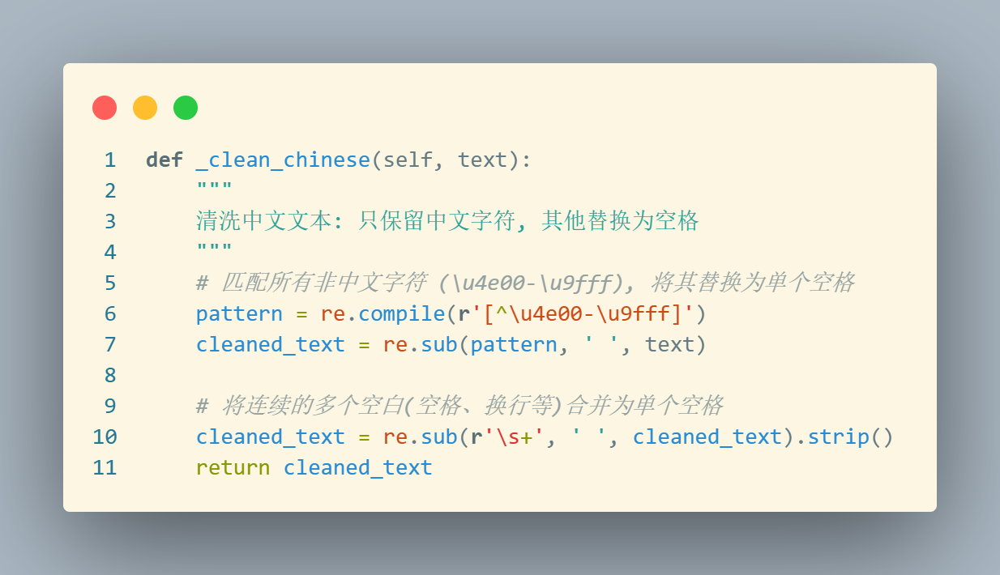 1 def _clean_chinese(self, text):
2     """
3     清洗中文文本: 只保留中文字符, 其他替换为空格
4     """
5     # 匹配所有非中文字符 (\u4e00-\u9fff), 将其替换为单个空格
6     pattern = re.compile(r'[^\u4e00-\u9fff]')
7     cleaned_text = re.sub(pattern, ' ', text)
8
9     # 将连续的多个空白(空格、换行等)合并为单个空格
10     cleaned_text = re.sub(r'\s+', ' ', cleaned_text).strip()
11     return cleaned_text